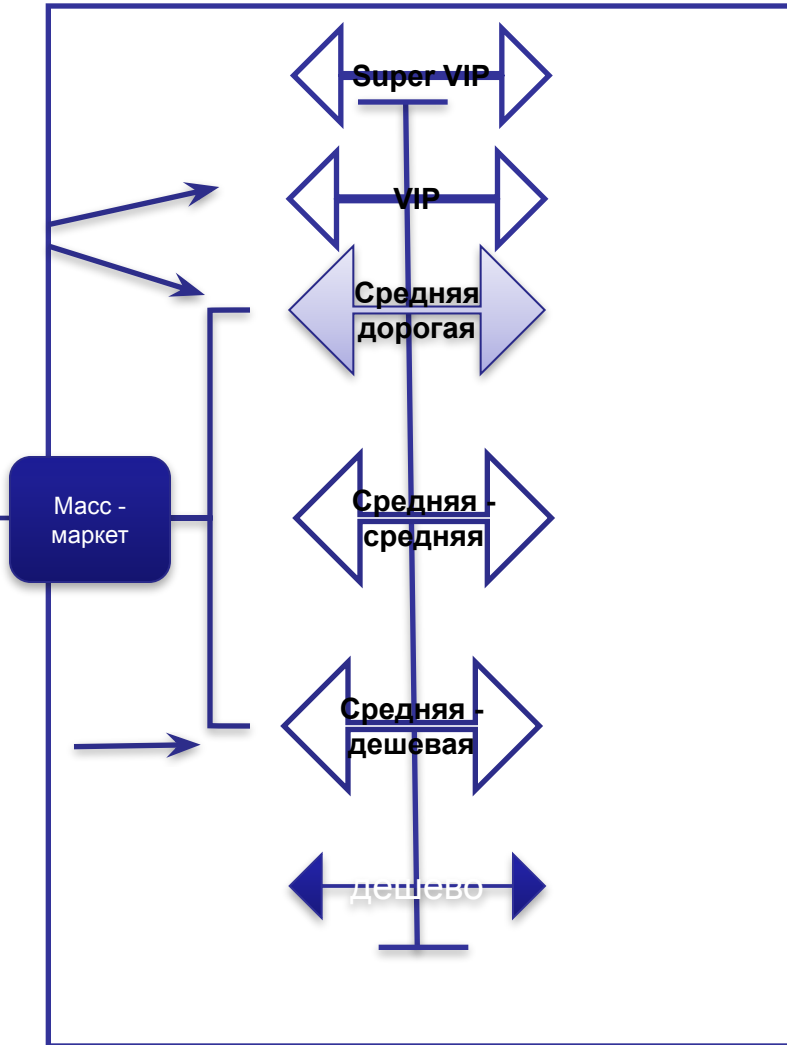 Super VIP
VIP
Средняя
дорогая
Масс -
маркет
Средняя -
средняя
Средняя -
дешевая
дешево